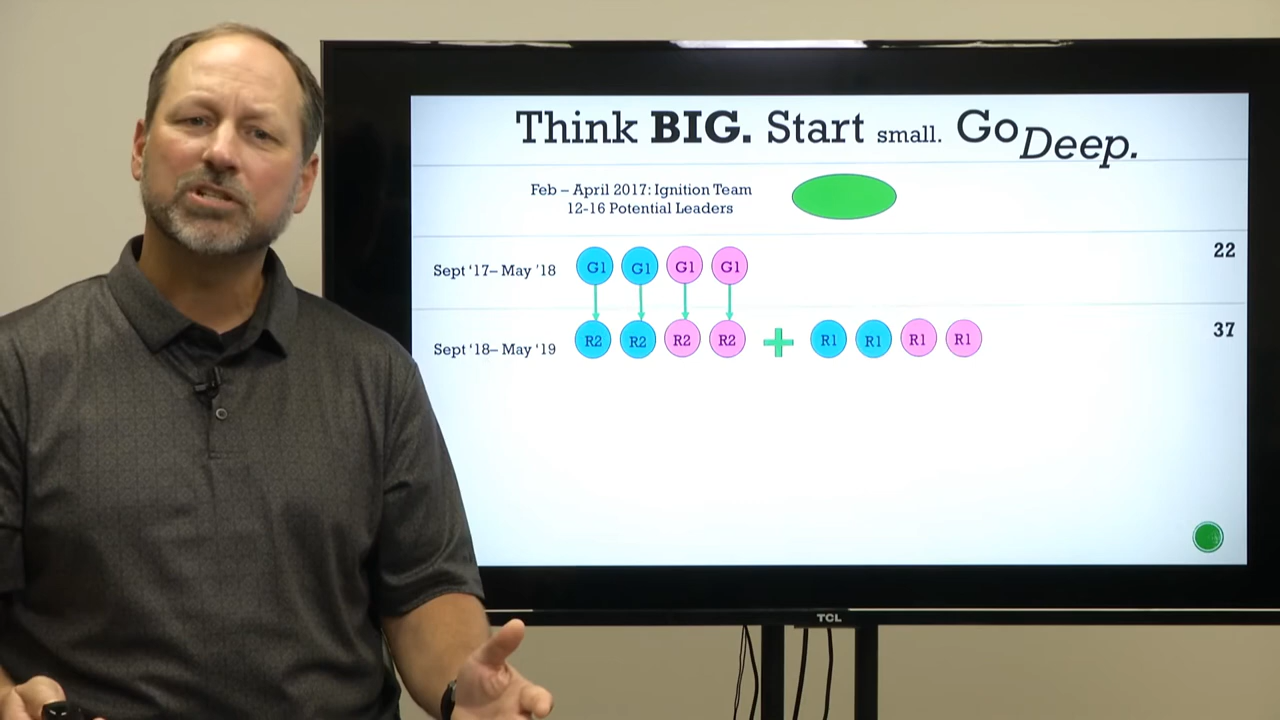 Think BIG. Start small. Go Deep.
Feb – April 2017: Ignition Team
12-16 Potential Leaders
22
Sept ‘17– May ’18 G1 G1 G1 G1
37
Sept ‘18– May ’19 R2 R2 R2 R2 + R1 R1 R1 R1
TCL